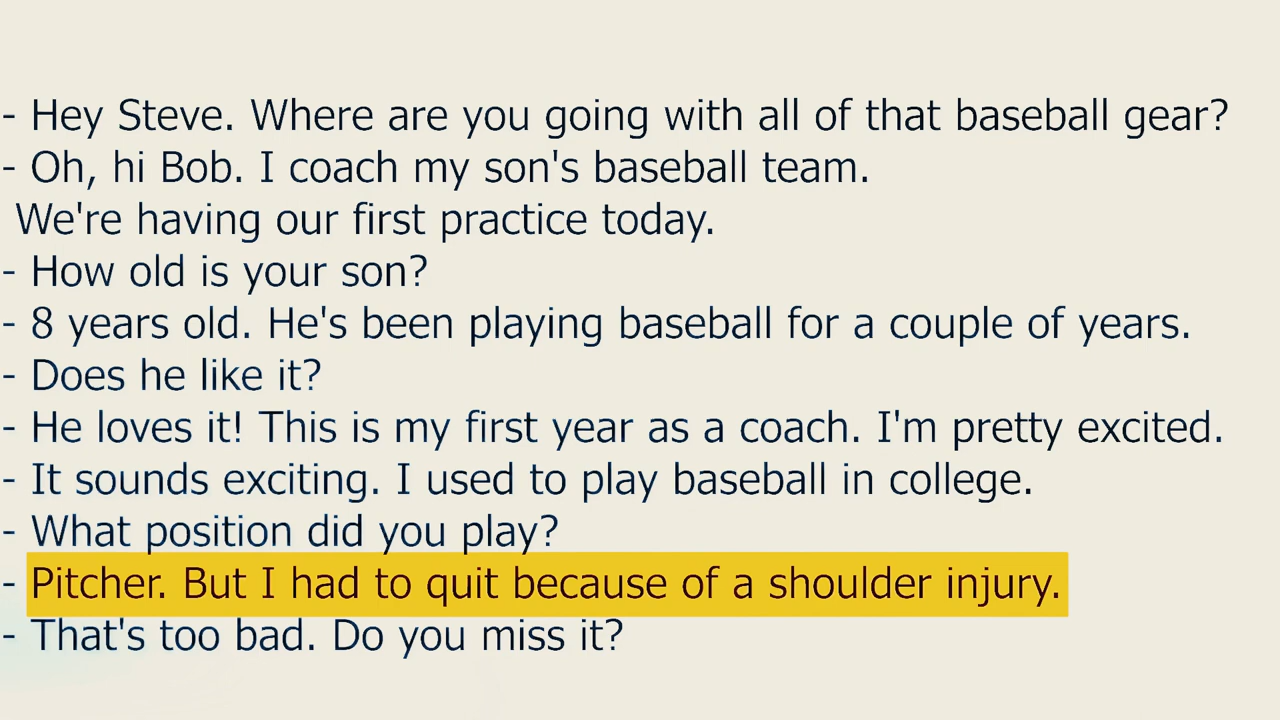 - Hey Steve. Where are you going with all of that baseball gear?
- Oh, hi Bob. I coach my son's baseball team.
We're having our first practice today.
- How old is your son?
- 8 years old. He's been playing baseball for a couple of years.
- Does he like it?
- He loves it! This is my first year as a coach. I'm pretty excited.
- It sounds exciting. I used to play baseball in college.
- What position did you play?
- Pitcher. But I had to quit because of a shoulder injury.
- That's too bad. Do you miss it?